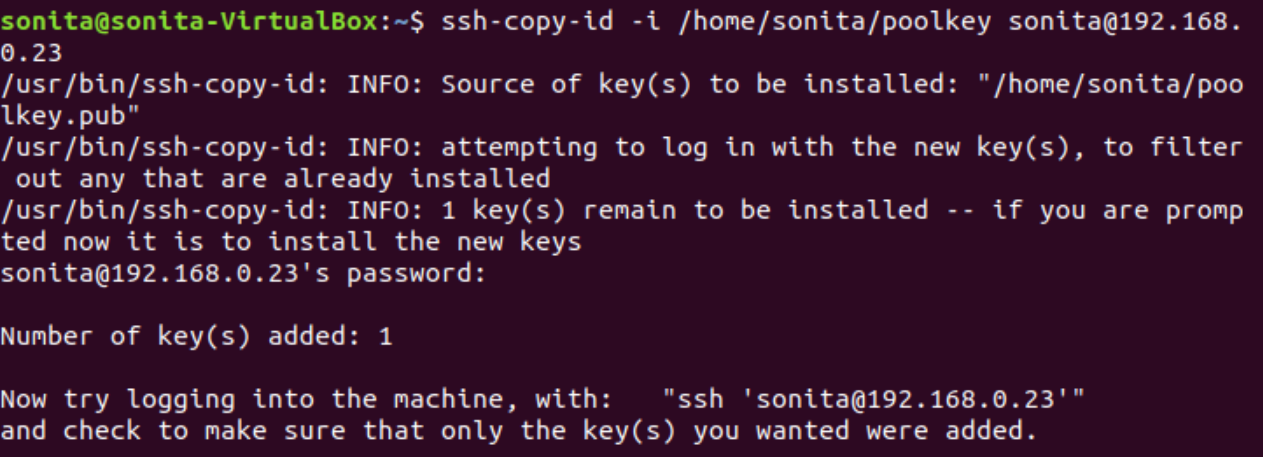 sonita@sonita-VirtualBox:~$ ssh-copy-id -i /home/sonita/poolkey sonita@192.168.
0.23
/usr/bin/ssh-copy-id: INFO: Source of key(s) to be installed: "/home/sonita/poo
lkey.pub"
/usr/bin/ssh-copy-id: INFO: attempting to log in with the new key(s), to filter
 out any that are already installed
/usr/bin/ssh-copy-id: INFO: 1 key(s) remain to be installed -- if you are promp
ted now it is to install the new keys
sonita@192.168.0.23's password:

Number of key(s) added: 1

Now try logging into the machine, with:   "ssh 'sonita@192.168.0.23'"
and check to make sure that only the key(s) you wanted were added.